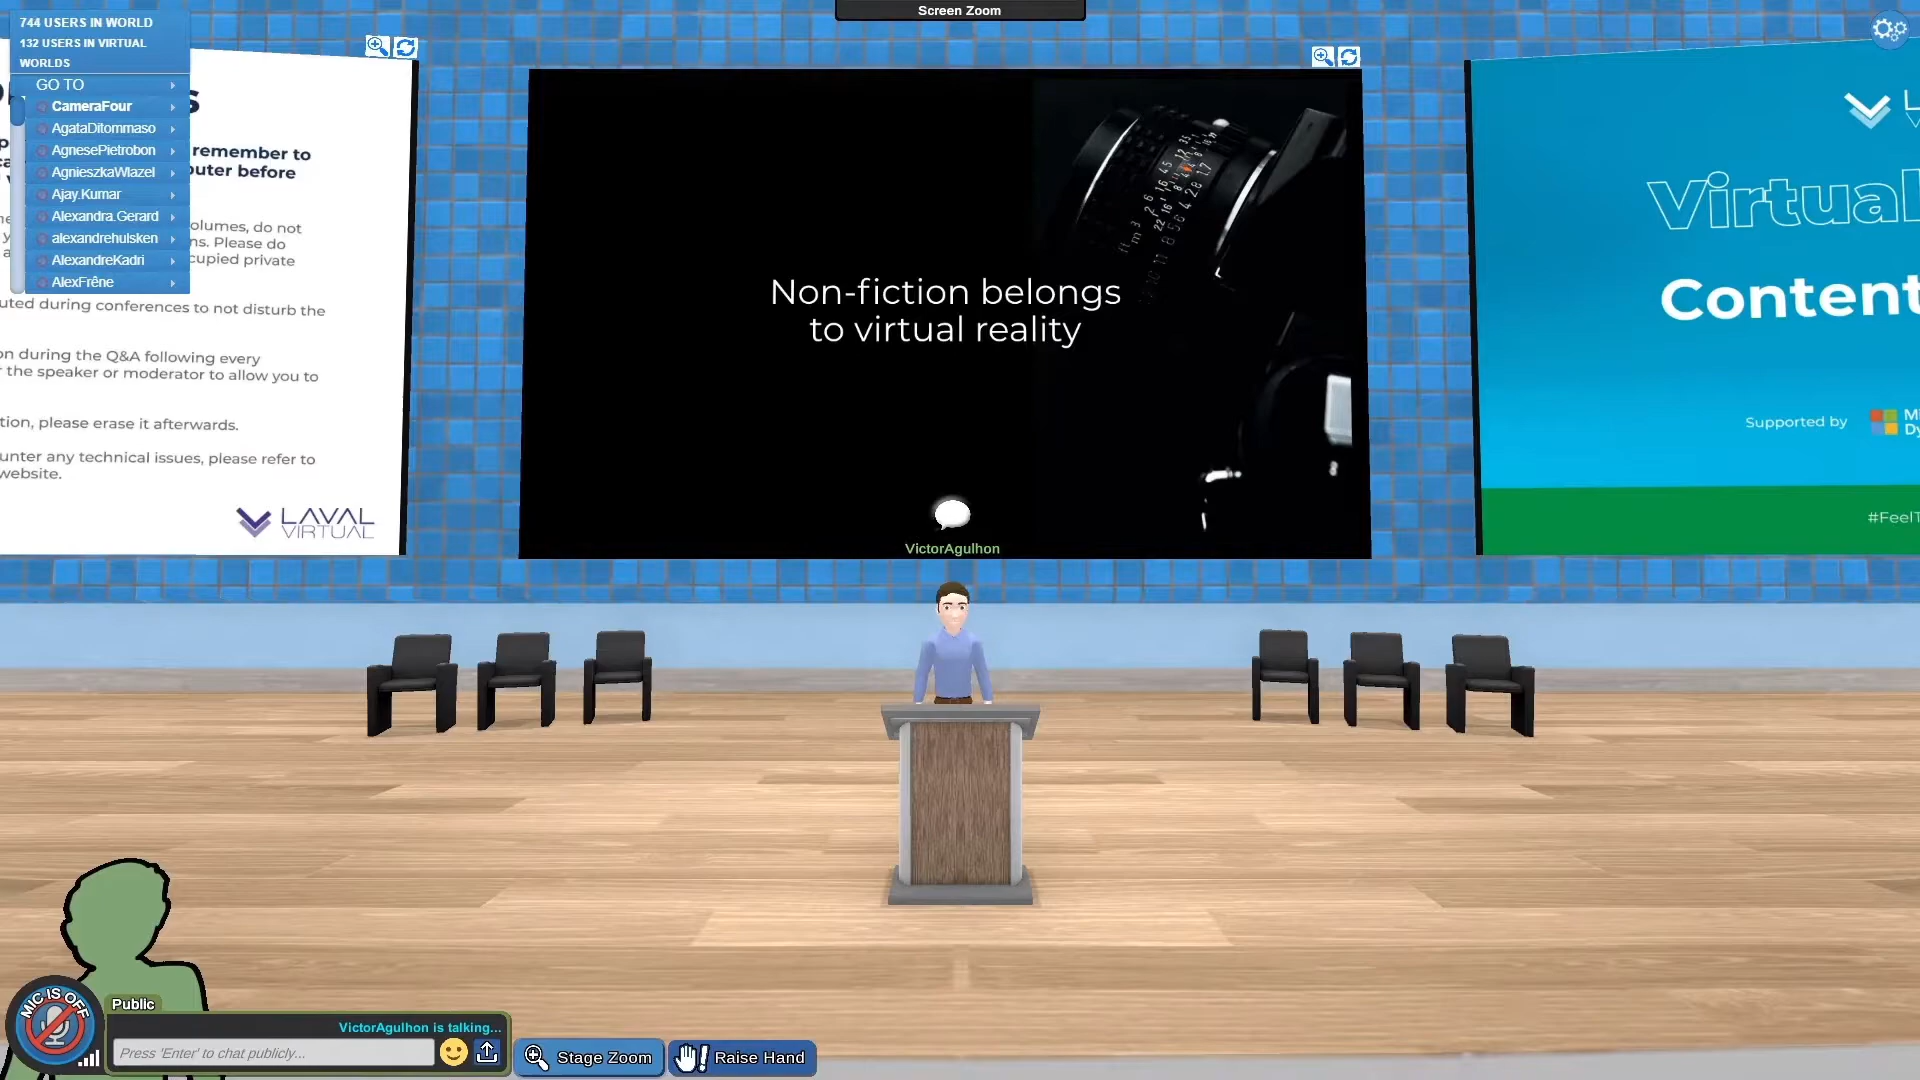 744 USERS IN WORLD
132 USERS IN VIRTUAL
WORLDS
GO TO
CameraFour
AgataDitommaso
AgnesePietrobon
AgnieszkaWlazel
Ajay.Kumar
Alexandra.Gerard
alexandrehulsken
AlexandreKadri
AlexFrêne
remember to
outer before
olumes, do not
ns. Please do
cupied private
uted during conferences to not disturb the
on during the Q&A following every
r the speaker or moderator to allow you to
tion, please erase it afterwards.
unter any technical issues, please refer to
website.
LAVAL
VIRTUAL
Screen Zoom
Non-fiction belongs
to virtual reality
VictorAgulhon
Virtual
Content
Supported by
#FeelT
MIC IS OFF
Public
VictorAgulhon is talking...
Press 'Enter' to chat publicly...
Stage Zoom
Raise Hand